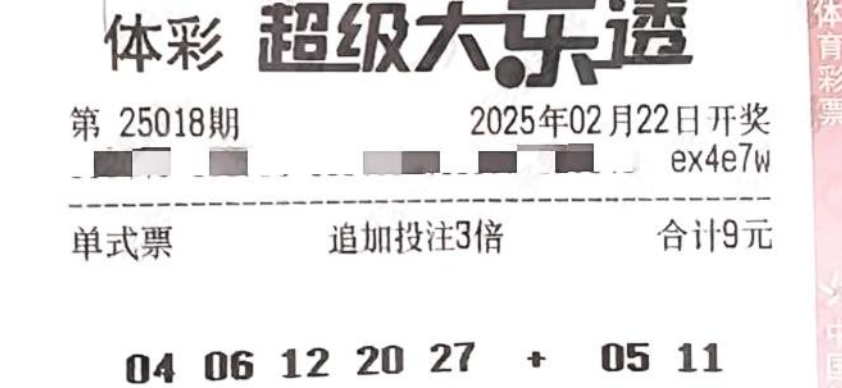 体彩 超级大乐透
第 25018期 2025年02月22日开奖
ex4e7w
单式票 追加投注3倍 合计9元
04 06 12 20 27 + 05 11
体育彩票
中国